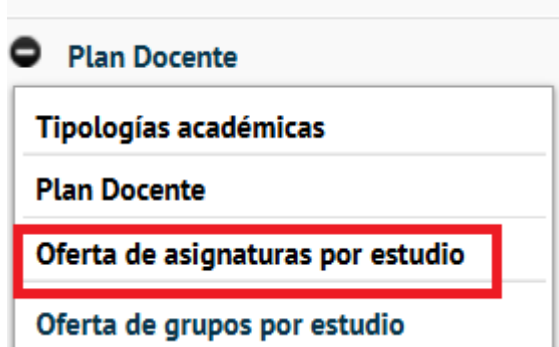 Plan Docente
Tipologías académicas
Plan Docente
Oferta de asignaturas por estudio
Oferta de grupos por estudio